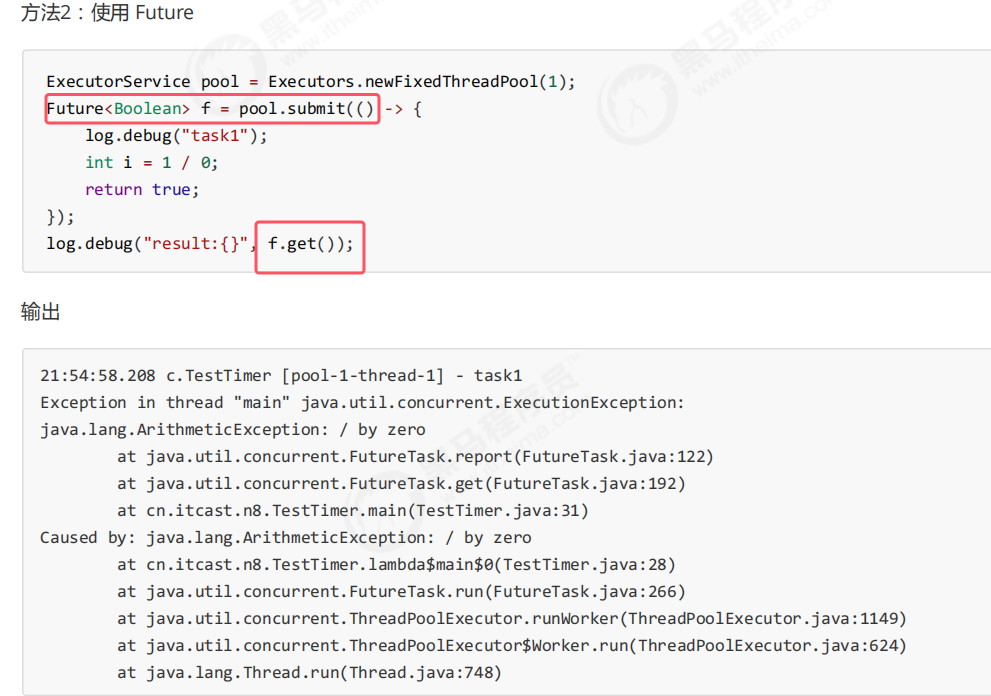 方法2：使用 Future
ExecutorService pool = Executors.newFixedThreadPool(1);
Future<Boolean> f = pool.submit(() -> {
    log.debug("task1");
    int i = 1 / 0;
    return true;
});
log.debug("result:{}", f.get());
输出
21:54:58.208 c.TestTimer [pool-1-thread-1] - task1
Exception in thread "main" java.util.concurrent.ExecutionException:
java.lang.ArithmeticException: / by zero
        at java.util.concurrent.FutureTask.report(FutureTask.java:122)
        at java.util.concurrent.FutureTask.get(FutureTask.java:192)
        at cn.itcast.n8.TestTimer.main(TestTimer.java:31)
Caused by: java.lang.ArithmeticException: / by zero
        at cn.itcast.n8.TestTimer.lambda$main$0(TestTimer.java:28)
        at java.util.concurrent.FutureTask.run(FutureTask.java:266)
        at java.util.concurrent.ThreadPoolExecutor.runWorker(ThreadPoolExecutor.java:1149)
        at java.util.concurrent.ThreadPoolExecutor$Worker.run(ThreadPoolExecutor.java:624)
        at java.lang.Thread.run(Thread.java:748)